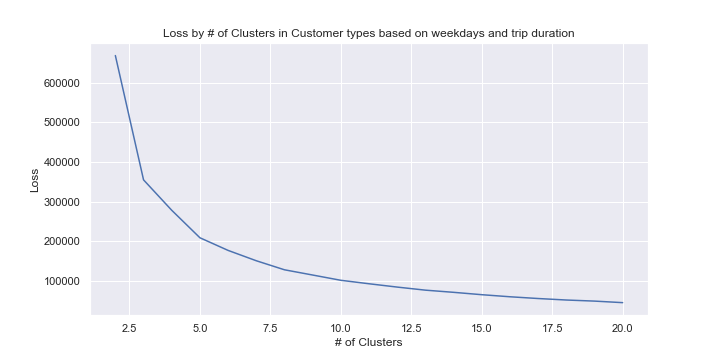 Loss by # of Clusters in Customer types based on weekdays and trip duration
600000
500000
400000
300000
200000
100000
Loss
2.5 5.0 7.5 10.0 12.5 15.0 17.5 20.0
# of Clusters